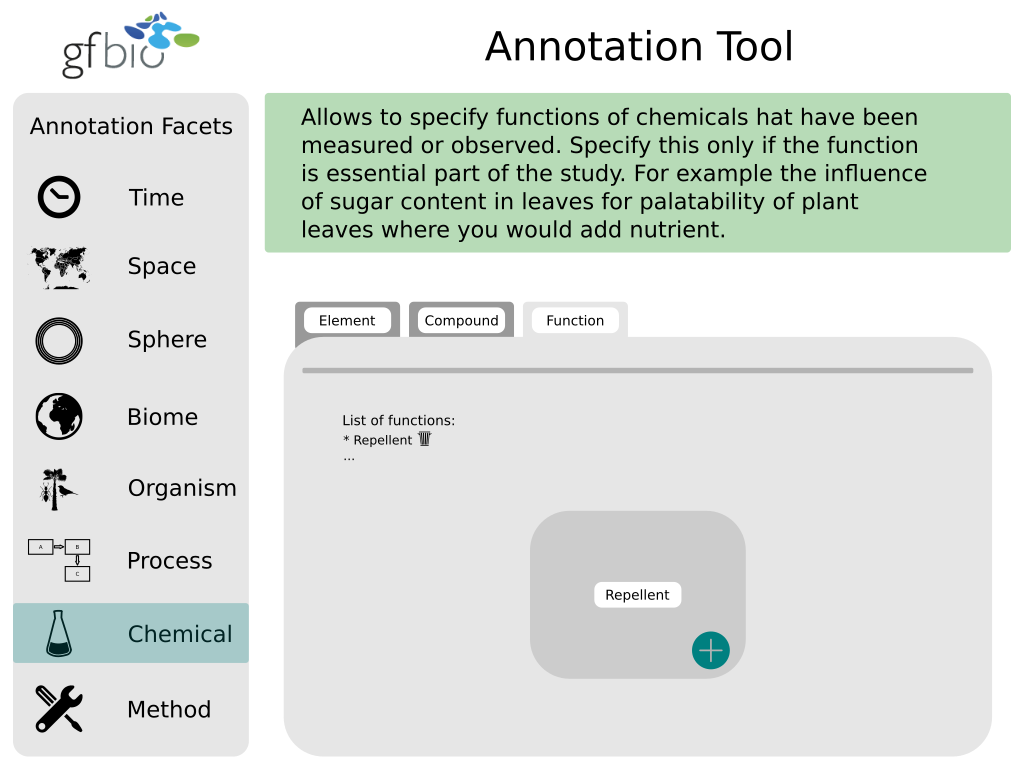 gfbio
Annotation Tool
Annotation Facets
Time
Space
Sphere
Biome
Organism
A
B
C
Process
Chemical
Method
Allows to specify functions of chemicals hat have been
measured or observed. Specify this only if the function
is essential part of the study. For example the influence
of sugar content in leaves for palatability of plant
leaves where you would add nutrient.
Element
Compound
Function
List of functions:
* Repellent
...
Repellent